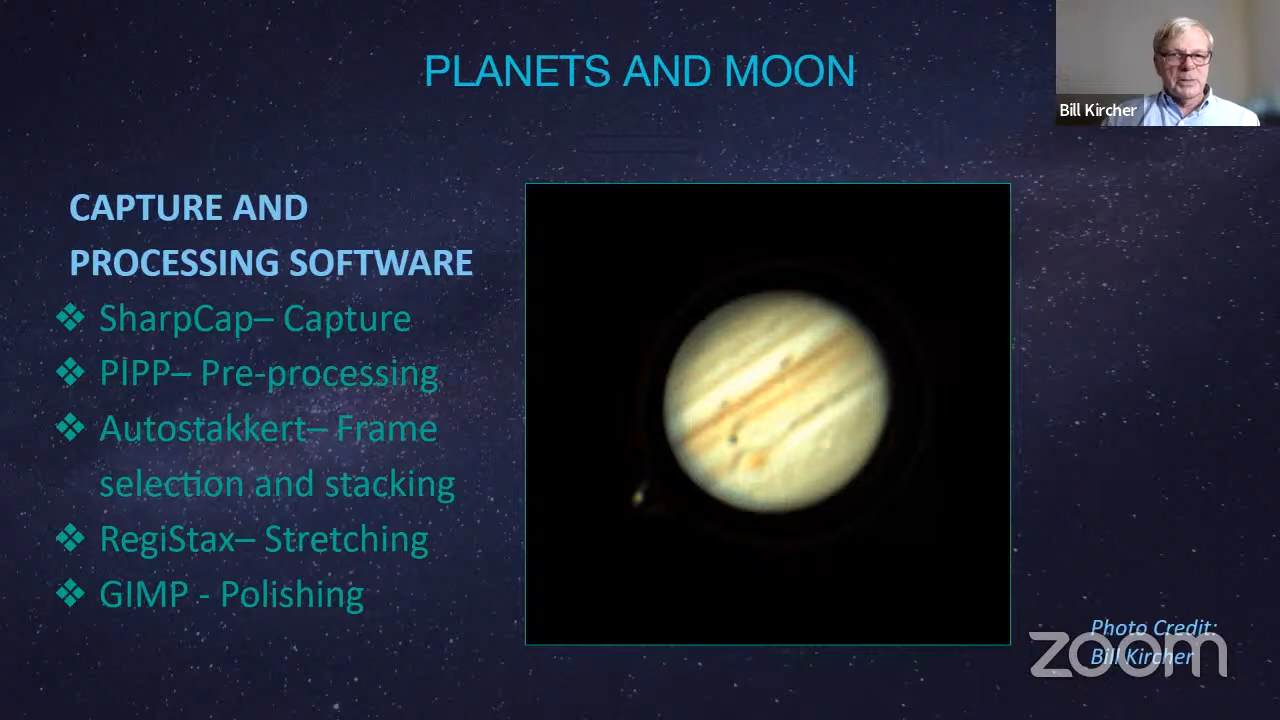 PLANETS AND MOON
Bill Kircher
CAPTURE AND
PROCESSING SOFTWARE
❖ SharpCap– Capture
❖ PIPP– Pre-processing
❖ Autostakkert– Frame
selection and stacking
❖ RegiStax– Stretching
❖ GIMP - Polishing
Photo Credit:
Bill Kircher
zoom